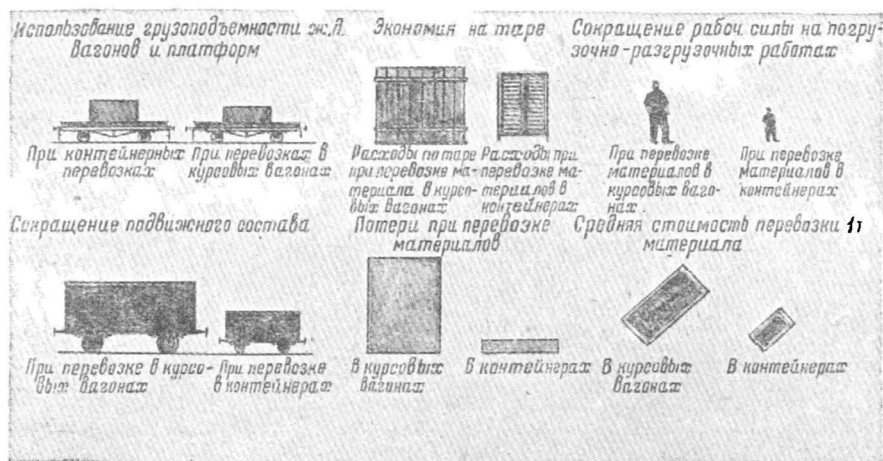 Использование грузоподъемности ж.д.
вагонов и платформ
Экономия на таре
Сокращение рабоч. силы на погру-
зочно-разгрузочных работах
При контейнерных
перевозках
При перевозках в
курсовых вагонах
Расходы по таре
при перевозке ма-
териала в курсо-
вых вагонах
Расходы при
перевозке ма-
териалов в
контейнерах
При перевозке
материалов в
курсовых ваго-
нах
При перевозке
материалов в
контейнерах
Сокращение подвижного состава
Потери при перевозке
материалов
Средняя стоимость перевозки 1т
материала
При перевозке в курсо-
вых вагонах
При перевозке
в контейнерах
В курсовых
вагонах
В контейнерах
В курсовых
вагонах
В контейнерах